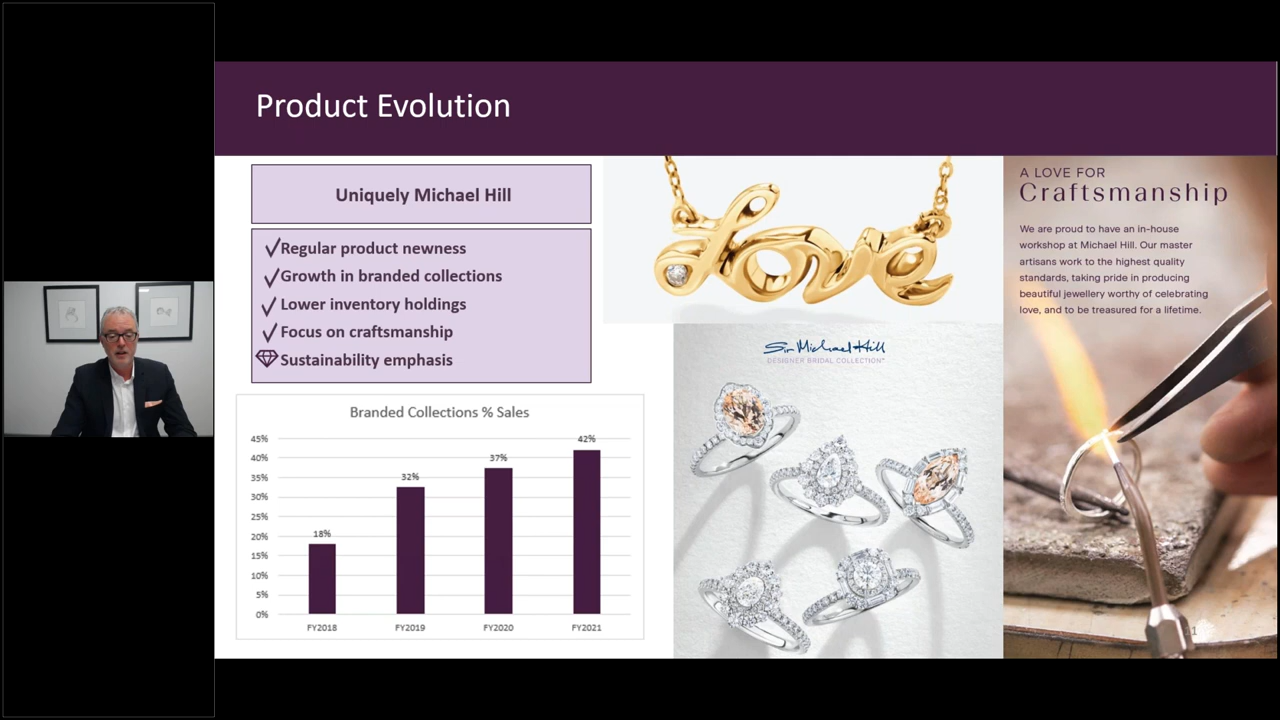 Product Evolution
Uniquely Michael Hill
Regular product newness
Growth in branded collections
Lower inventory holdings
Focus on craftsmanship
Sustainability emphasis
Branded Collections % Sales
45%
40%
35%
30%
25%
20%
15%
10%
5%
0%
18%
32%
37%
42%
FY2018
FY2019
FY2020
FY2021
love
Sir Michael Hill
DESIGNER BRIDAL COLLECTION
A LOVE FOR
Craftsmanship
We are proud to have an in-house
workshop at Michael Hill. Our master
artisans work to the highest quality
standards, taking pride in producing
beautiful jewellery worthy of celebrating
love, and to be treasured for a lifetime.